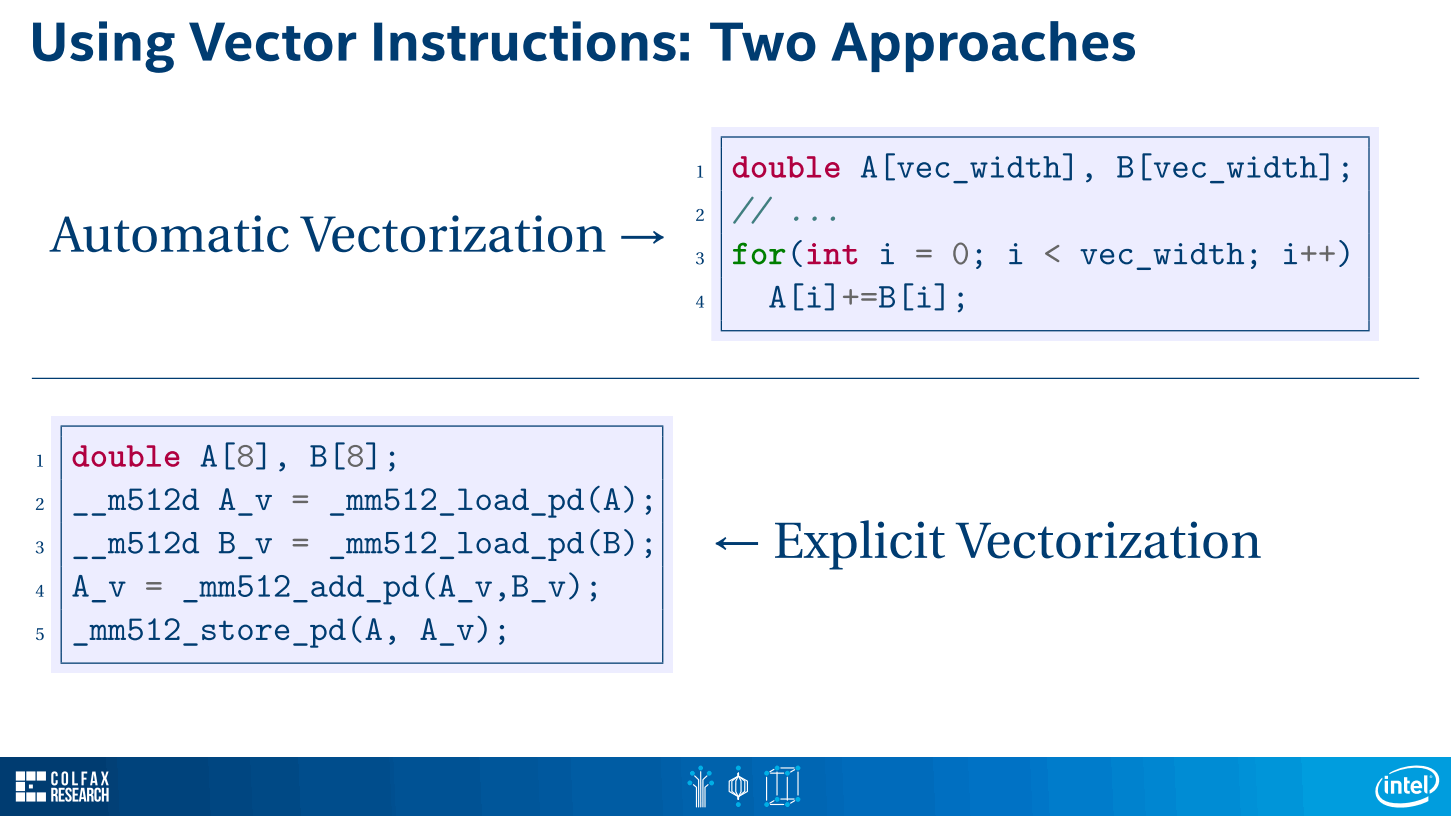 Using Vector Instructions: Two Approaches
Automatic Vectorization →
1 double A[vec_width], B[vec_width];
2 // ...
3 for(int i = 0; i < vec_width; i++)
4   A[i]+=B[i];
1 double A[8], B[8];
2 __m512d A_v = _mm512_load_pd(A);
3 __m512d B_v = _mm512_load_pd(B);
4 A_v = _mm512_add_pd(A_v,B_v);
5 _mm512_store_pd(A, A_v);
← Explicit Vectorization
COLFAX
RESEARCH
intel